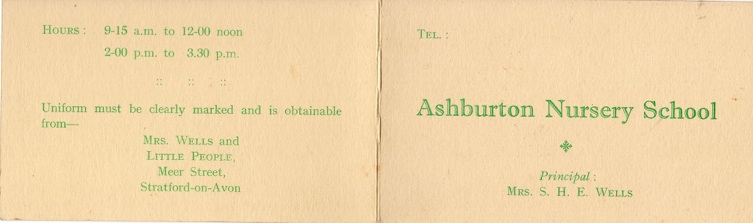 HOURS : 9-15 a.m. to 12-00 noon
2-00 p.m. to 3.30 p.m.
:: :: ::
Uniform must be clearly marked and is obtainable
from—
MRS. WELLS and
LITTLE PEOPLE,
Meer Street,
Stratford-on-Avon
TEL. :
Ashburton Nursery School
Principal :
MRS. S. H. E. WELLS